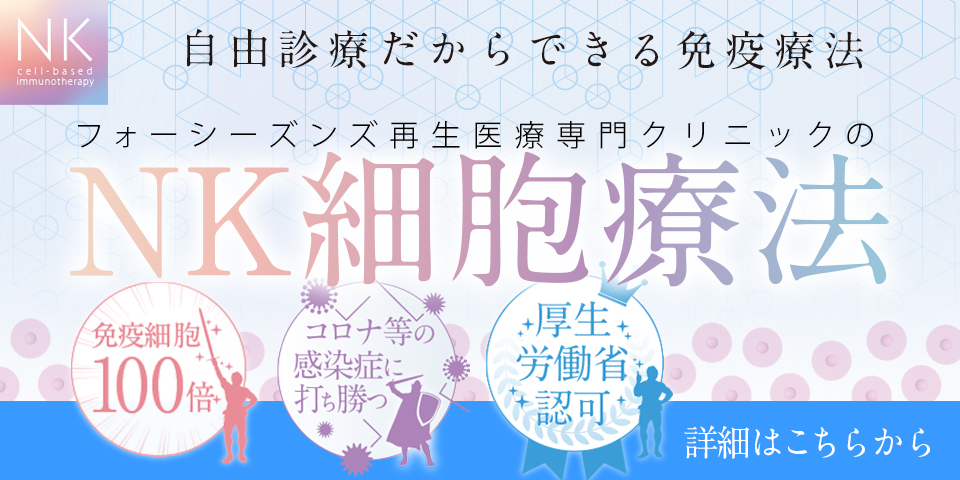 NK
cell-based
immunotherapy
自由診療だからできる免疫療法
フォーシーズンズ再生医療専門クリニックの
NK細胞療法
免疫細胞
100倍
コロナ等の
感染症に
打ち勝つ
厚生
労働省
認可
詳細はこちらから